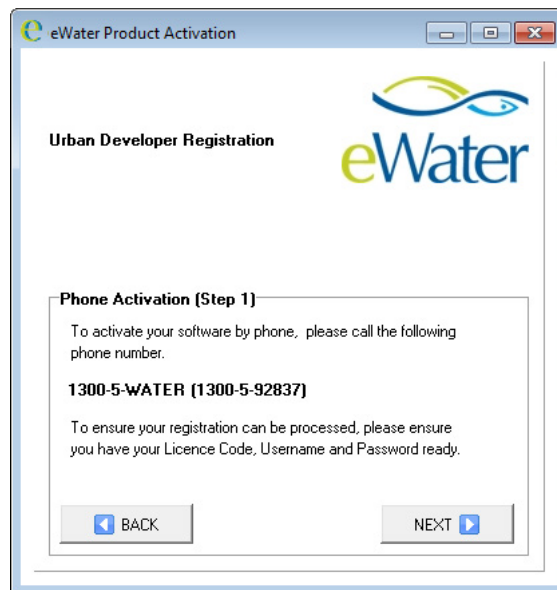 eWater Product Activation
Urban Developer Registration
eWater
Phone Activation (Step 1)
To activate your software by phone, please call the following
phone number.
1300-5-WATER (1300-5-92837)
To ensure your registration can be processed, please ensure
you have your Licence Code, Username and Password ready.
BACK
NEXT